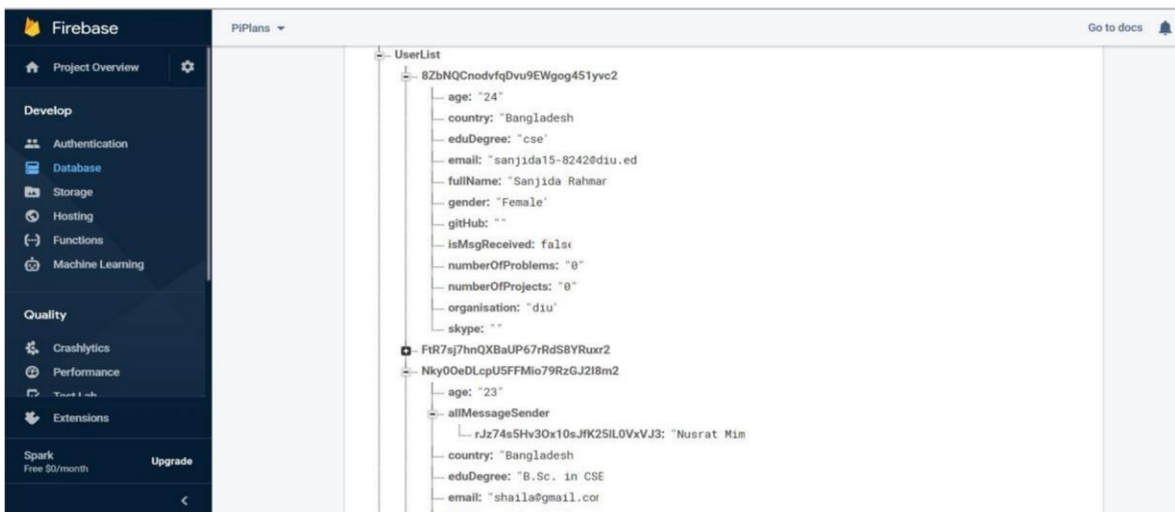 Firebase
PiPlans
Go to docs
Project Overview
Develop
Authentication
Database
Storage
Hosting
Functions
Machine Learning
Quality
Crashlytics
Performance
Test Lab
Extensions
Spark
Free $0/month
Upgrade
UserList
8ZbNQCnodvfqDvu9EWgog451yvc2
age: "24"
country: "Bangladesh
eduDegree: "cse'
email: "sanjida15-8242@diu.ed
fullName: "Sanjida Rahmar
gender: "Female'
gitHub: ""
isMsgReceived: false
numberOfProblems: "0"
numberOfProjects: "0"
organisation: "diu'
skype: ""
FtR7sj7hnQXBaUP67rRdS8YRuxr2
Nky0OeDLcpU5FFMio79RzGJ2I8m2
age: "23"
allMessageSender
rJz74s5Hv3Ox10sJfK25IL0VxVJ3: "Nusrat Mim
country: "Bangladesh
eduDegree: "B.Sc. in CSE
email: "shaila@gmail.cor